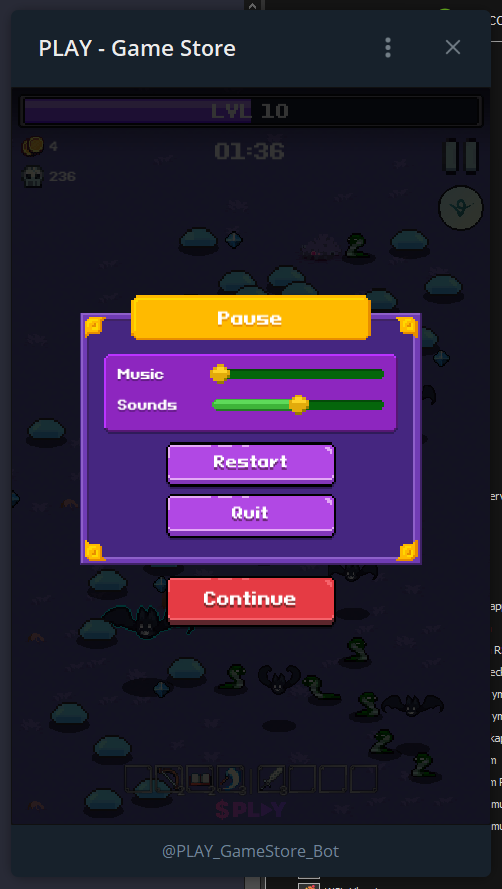 PLAY - Game Store
LVL 10
4
01:36
236
Pause
Music
Sounds
Restart
Quit
Continue
$PLAY
@PLAY_GameStore_Bot